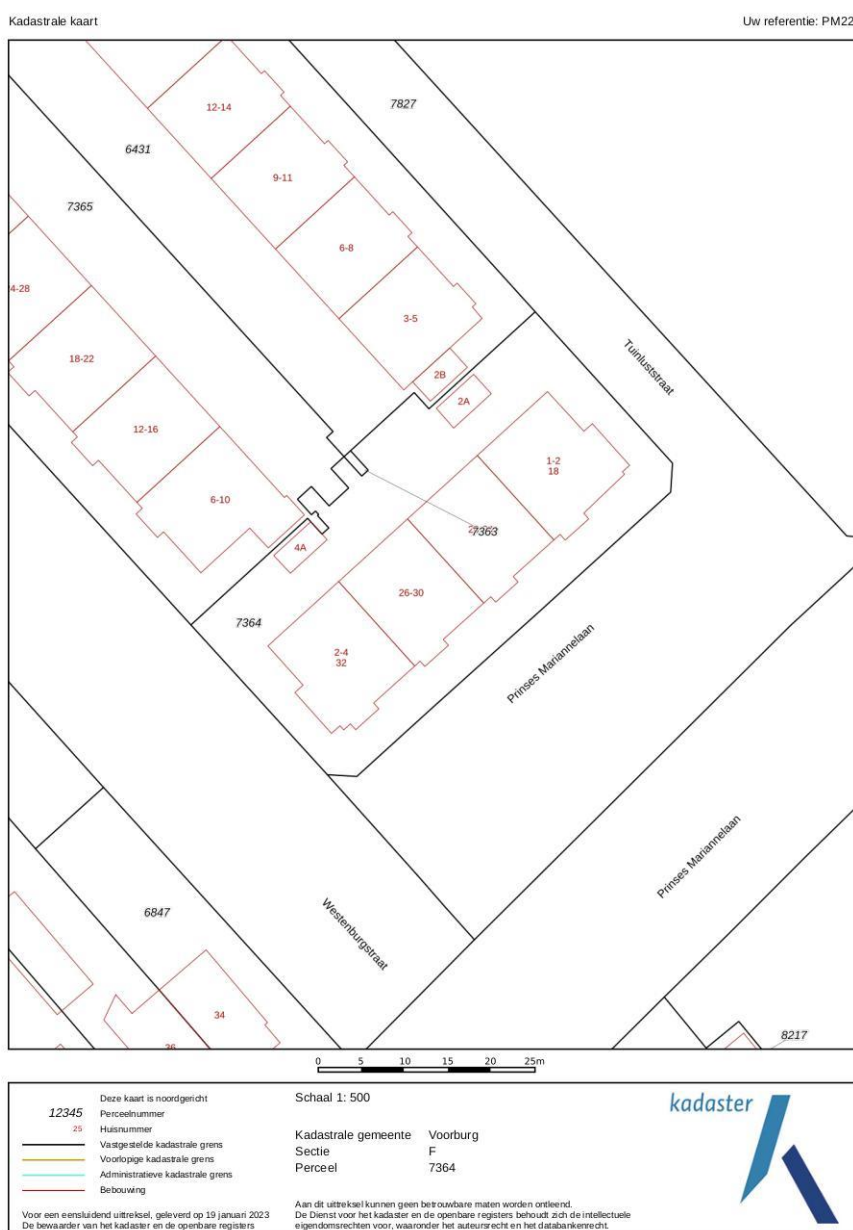 Kadastrale kaart
Uw referentie: PM22
7827
12-14
6431
9-11
7365
6-8
4-28
3-5
18-22
Tuinluststraat
2B
2A
12-16
1-2
18
6-10
7363
4A
26-30
7364
2-4
32
Prinses Mariannelaan
Prinses Mariannelaan
6847
Westenburgstraat
34
36
8217
0 5 10 15 20 25m
Deze kaart is noordgericht
12345 Perceelnummer
25 Huisnummer
Vastgestelde kadastrale grens
Voorlopige kadastrale grens
Administratieve kadastrale grens
Bebouwing
Voor een eensluidend uittreksel, geleverd op 19 januari 2023
De bewaarder van het kadaster en de openbare registers
Schaal 1: 500
Kadastrale gemeente Voorburg
Sectie F
Perceel 7364
Aan dit uittreksel kunnen geen betrouwbare maten worden ontleend.
De Dienst voor het kadaster en de openbare registers behoudt zich de intellectuele
eigendomsrechten voor, waaronder het auteursrecht en het databankenrecht.
kadaster